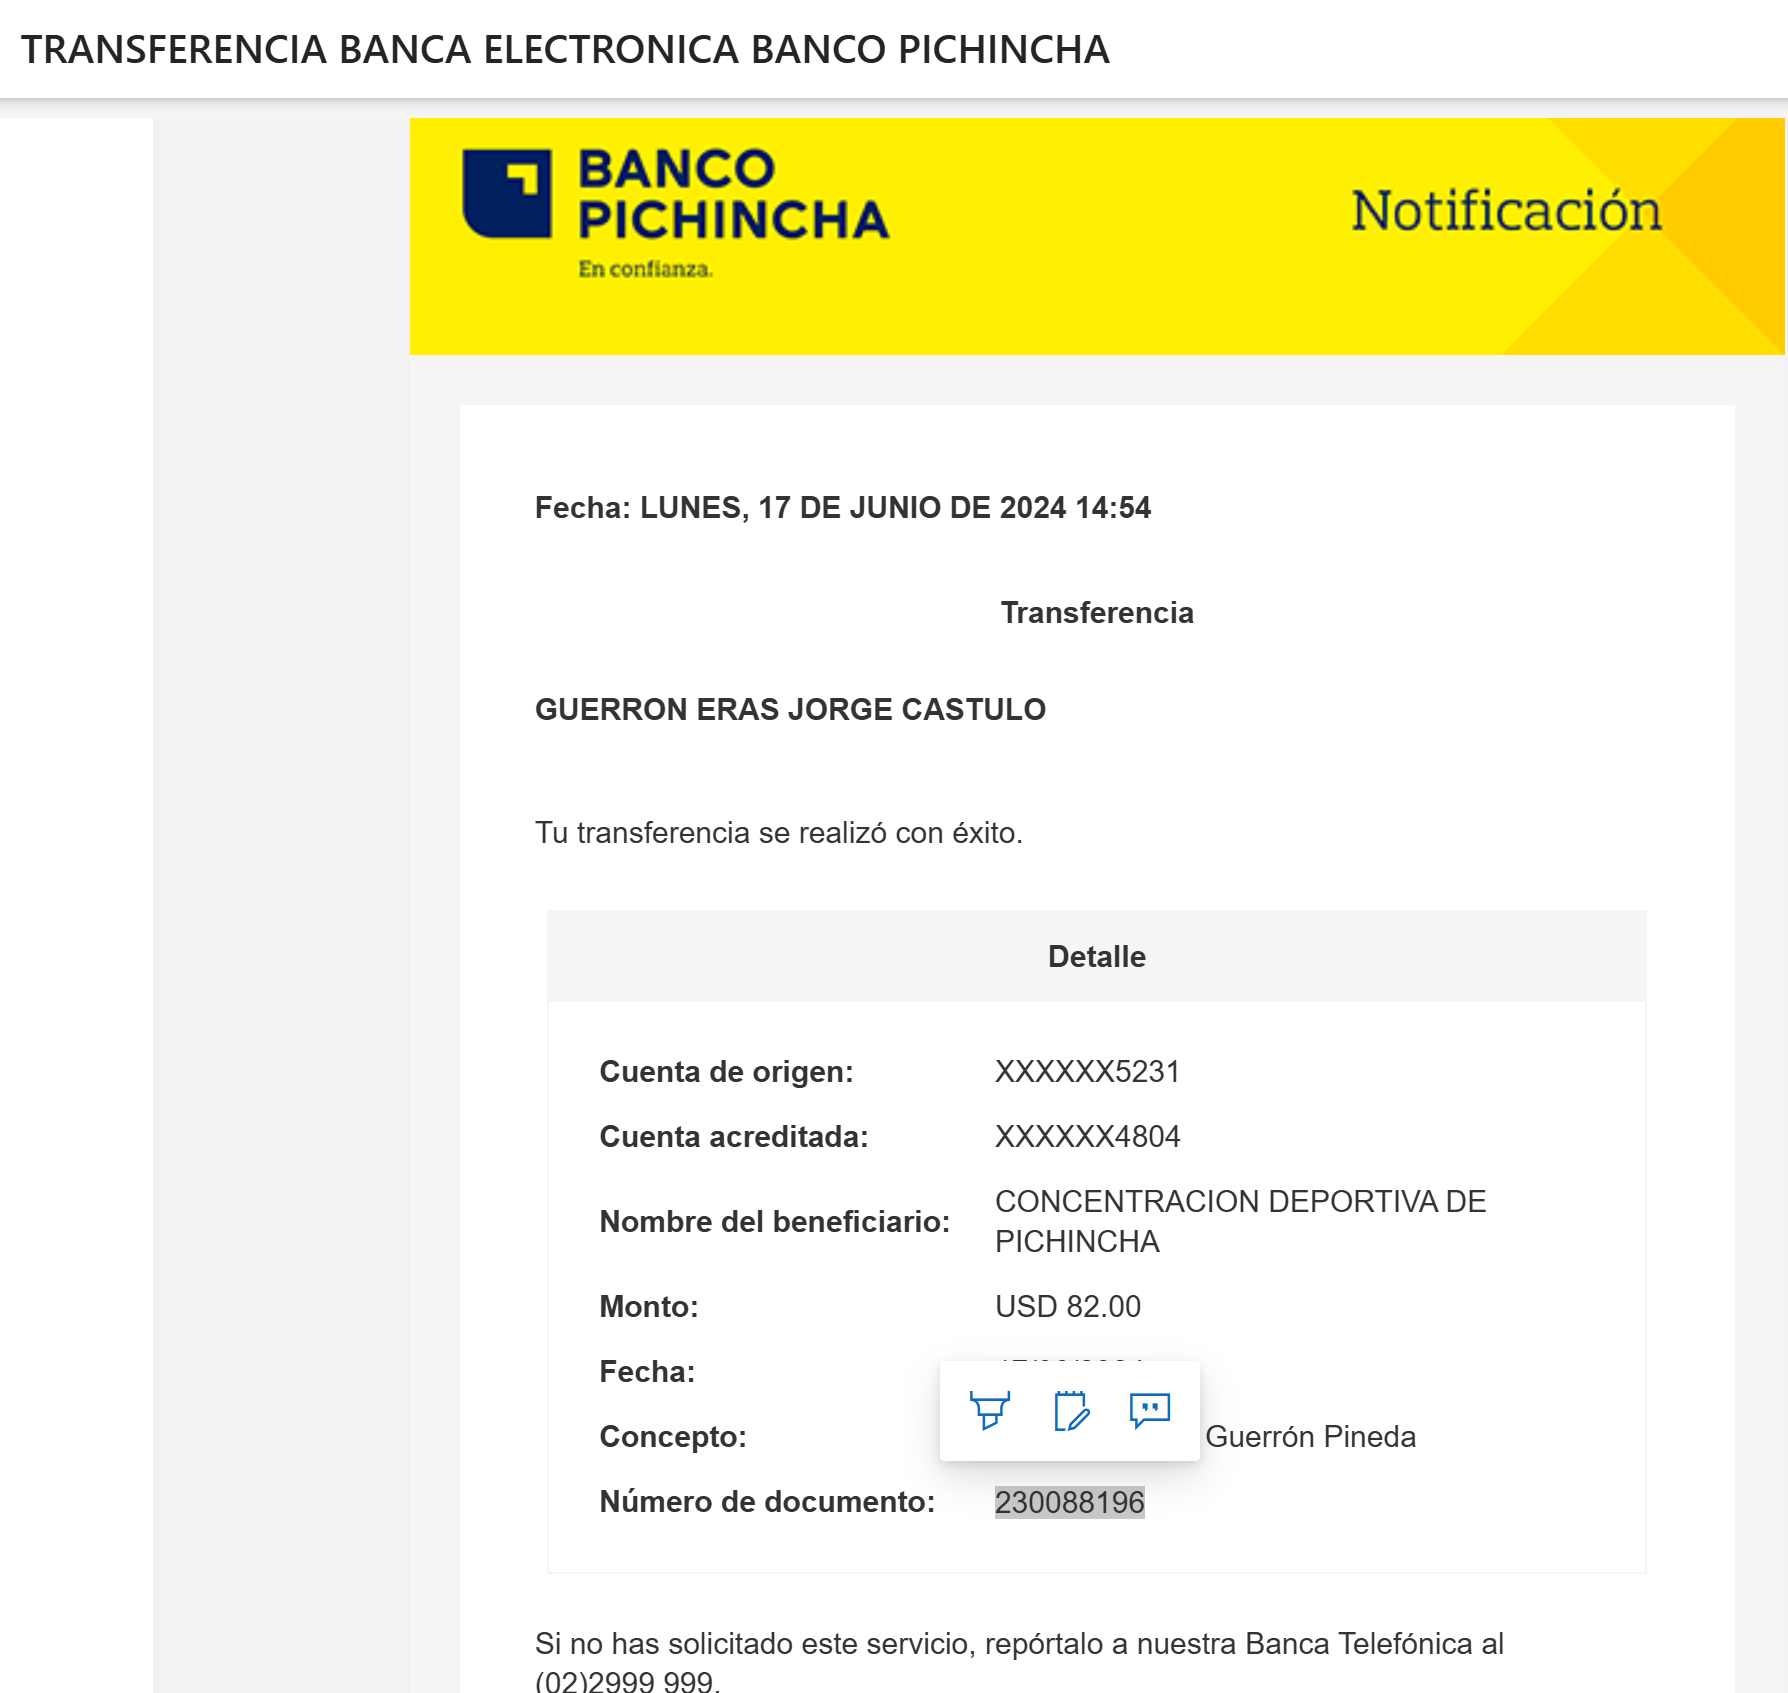 TRANSFERENCIA BANCA ELECTRONICA BANCO PICHINCHA
BANCO
PICHINCHA
En confianza.
Notificación
Fecha: LUNES, 17 DE JUNIO DE 2024 14:54
Transferencia
GUERRON ERAS JORGE CASTULO
Tu transferencia se realizó con éxito.
Detalle
Cuenta de origen: XXXXXX5231
Cuenta acreditada: XXXXXX4804
Nombre del beneficiario: CONCENTRACION DEPORTIVA DE
PICHINCHA
Monto: USD 82.00
Fecha:
Concepto: Guerrón Pineda
Número de documento: 230088196
Si no has solicitado este servicio, repórtalo a nuestra Banca Telefónica al
(02)2999 999.